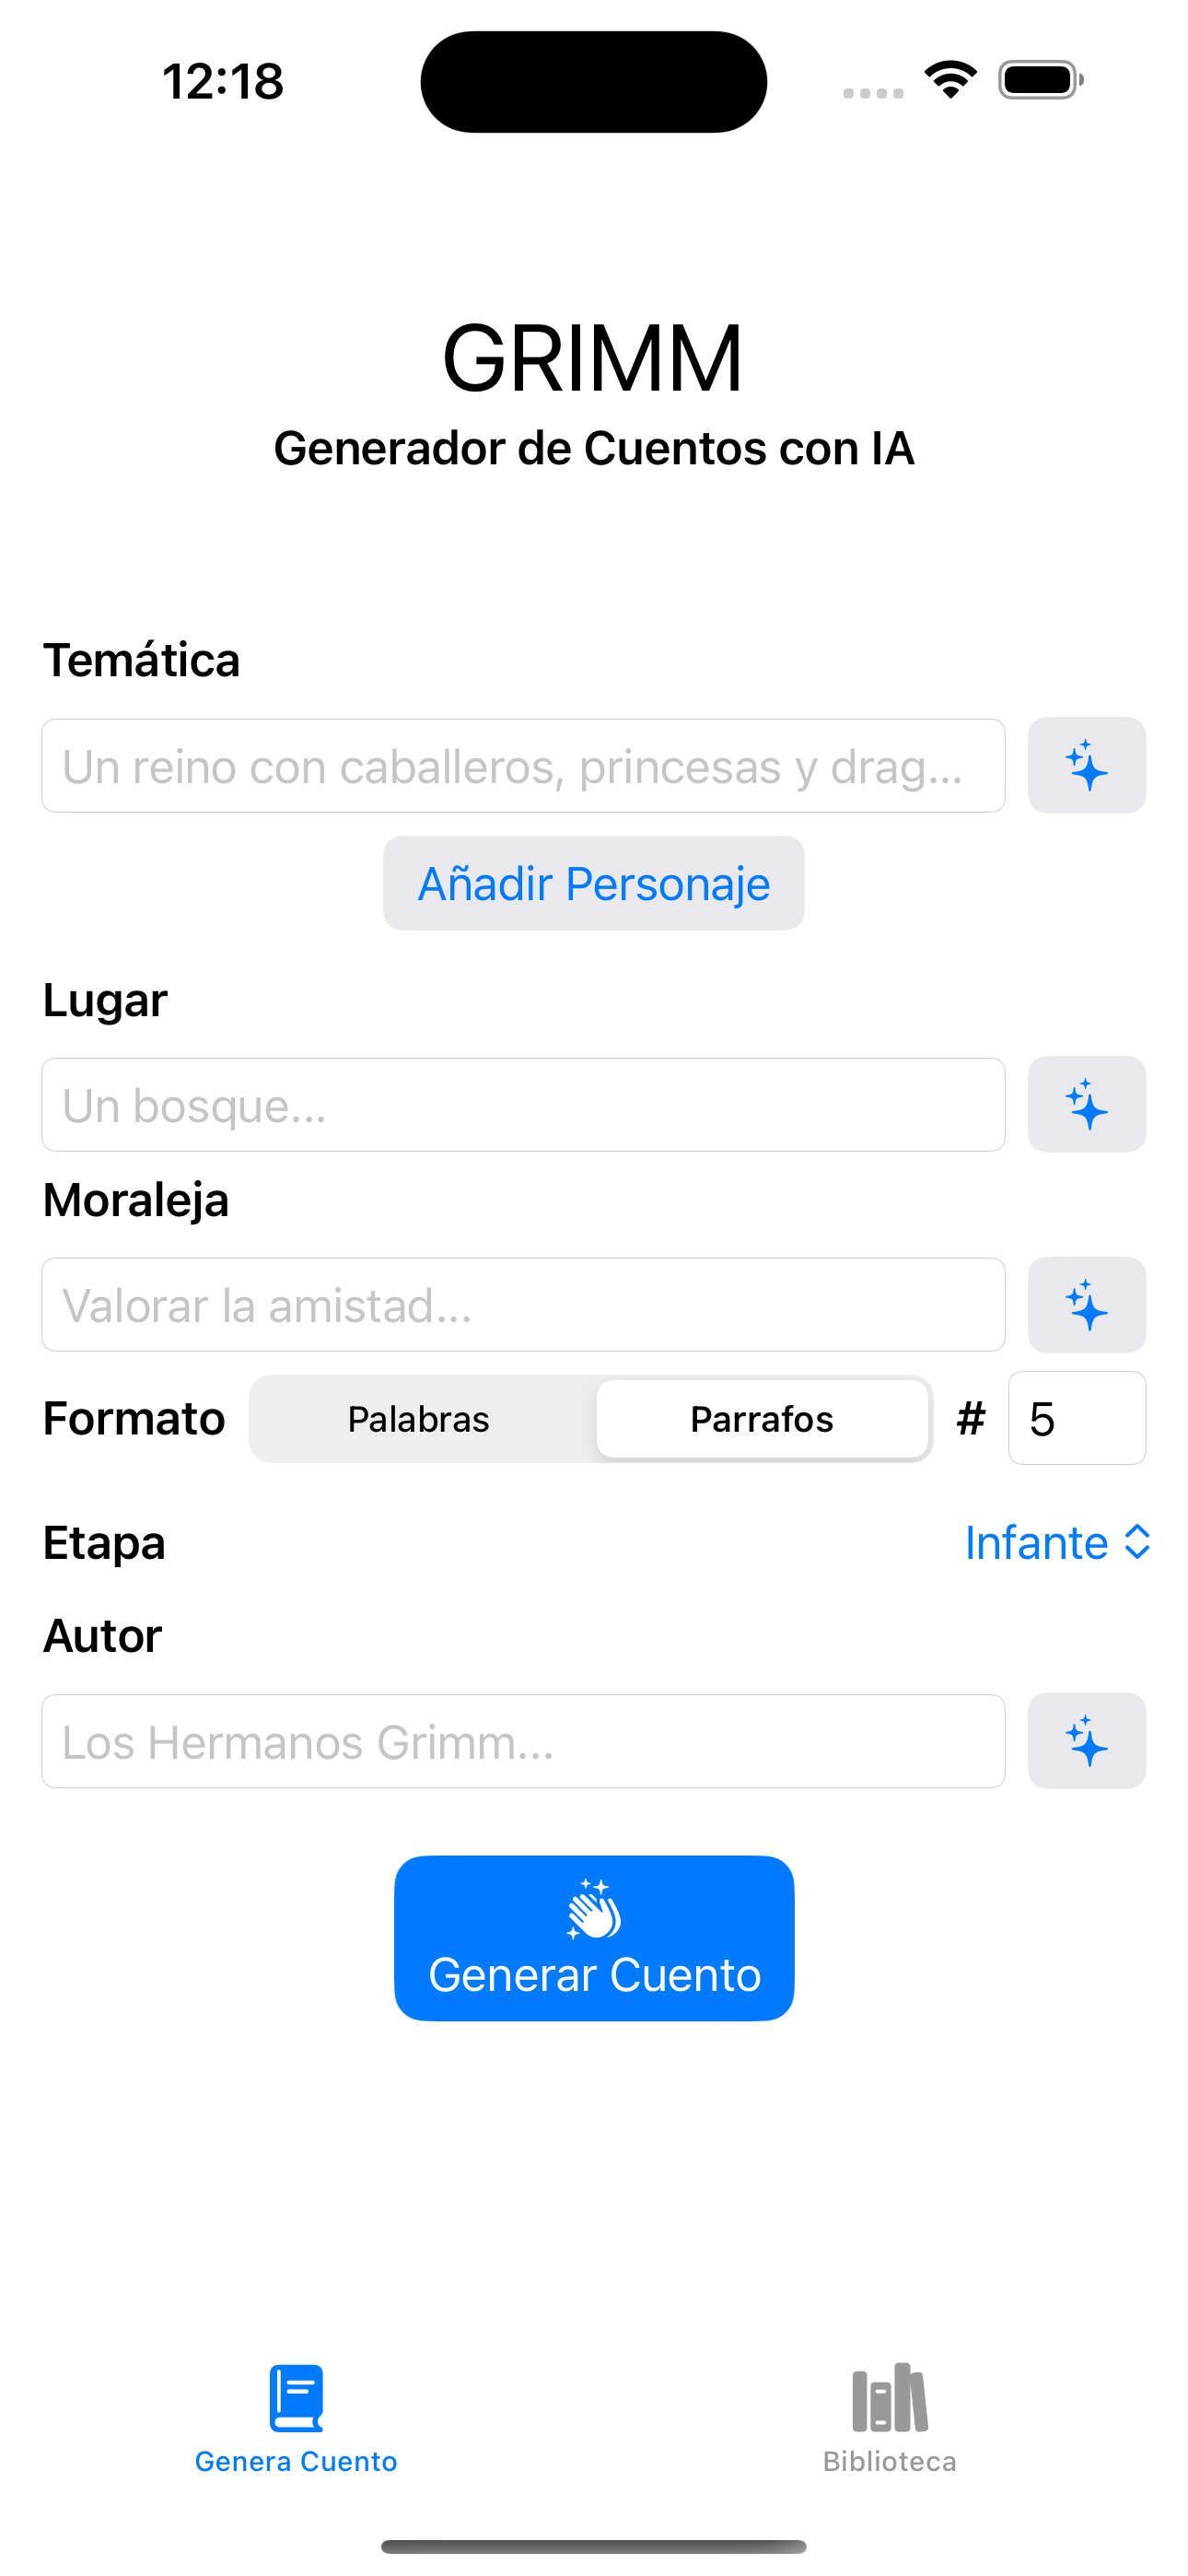 12:18
GRIMM
Generador de Cuentos con IA
Temática
Un reino con caballeros, princesas y drag...
Añadir Personaje
Lugar
Un bosque...
Moraleja
Valorar la amistad...
Formato Palabras Parrafos # 5
Etapa Infante
Autor
Los Hermanos Grimm...
Generar Cuento
Genera Cuento Biblioteca